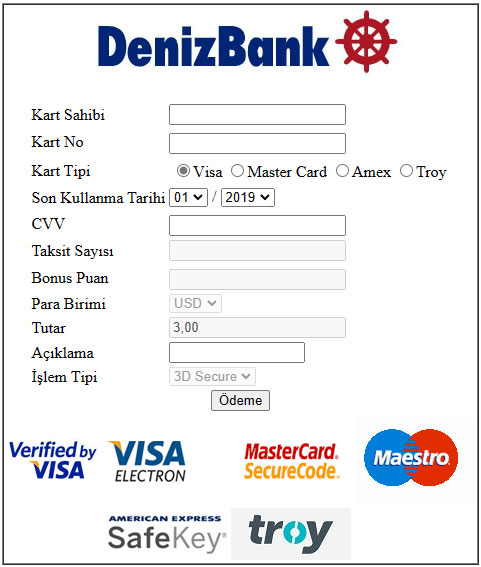 DenizBank
Kart Sahibi
Kart No
Kart Tipi Visa Master Card Amex Troy
Son Kullanma Tarihi 01 / 2019
CVV
Taksit Sayısı
Bonus Puan
Para Birimi USD
Tutar 3,00
Açıklama
İşlem Tipi 3D Secure
Ödeme
Verified by
VISA
VISA
ELECTRON
MasterCard.
SecureCode™
Maestro
AMERICAN EXPRESS
SafeKey®
troy